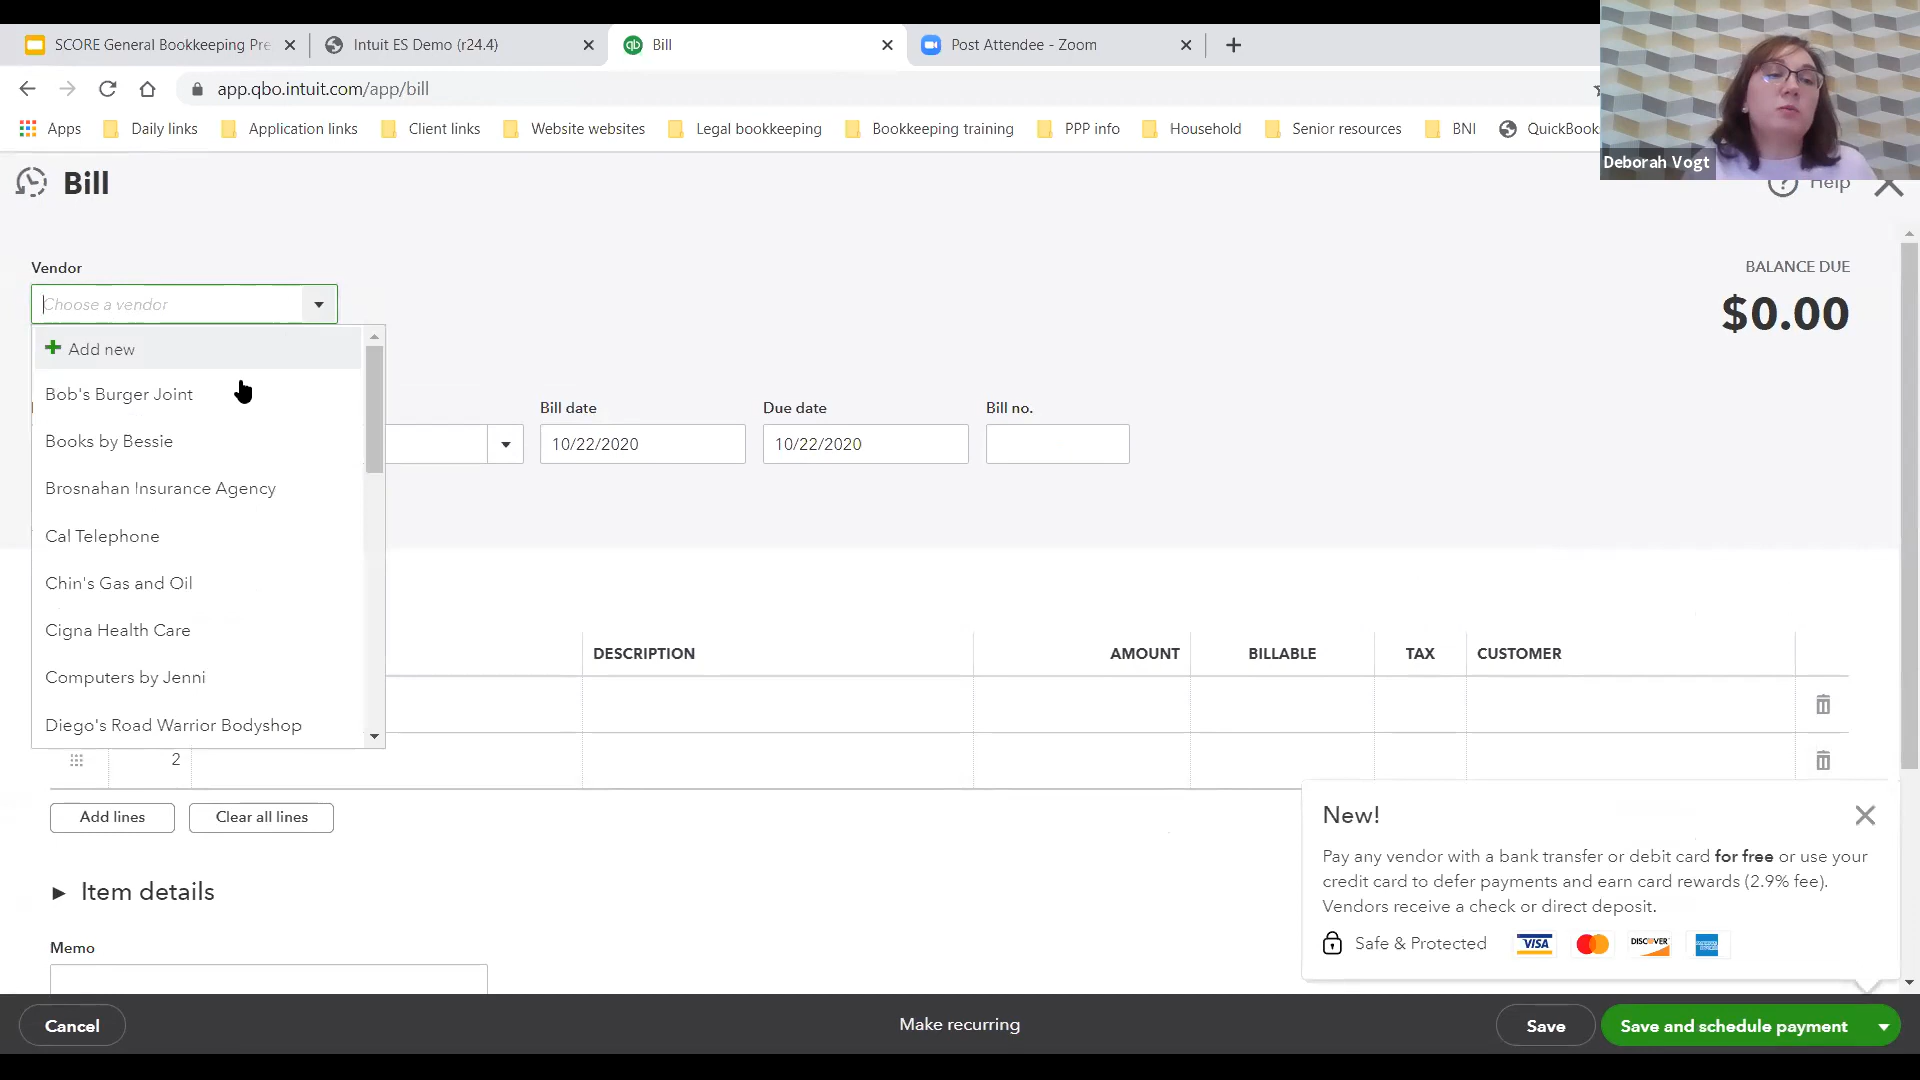 SCORE General Bookkeeping Pre
Intuit ES Demo (r24.4)
Bill
Post Attendee - Zoom
app.qbo.intuit.com/app/bill
Apps
Daily links
Application links
Client links
Website websites
Legal bookkeeping
Bookkeeping training
PPP info
Household
Senior resources
BNI
QuickBook
Deborah Vogt
Bill
Help
Vendor
BALANCE DUE
Choose a vendor
$0.00
Add new
Bob's Burger Joint
Books by Bessie
Brosnahan Insurance Agency
Cal Telephone
Chin's Gas and Oil
Cigna Health Care
Computers by Jenni
Diego's Road Warrior Bodyshop
Bill date
Due date
Bill no.
10/22/2020
10/22/2020
DESCRIPTION
AMOUNT
BILLABLE
TAX
CUSTOMER
2
Add lines
Clear all lines
Item details
Memo
New!
Pay any vendor with a bank transfer or debit card for free or use your
credit card to defer payments and earn card rewards (2.9% fee).
Vendors receive a check or direct deposit.
Safe & Protected
VISA
DISCOVER
Cancel
Make recurring
Save
Save and schedule payment